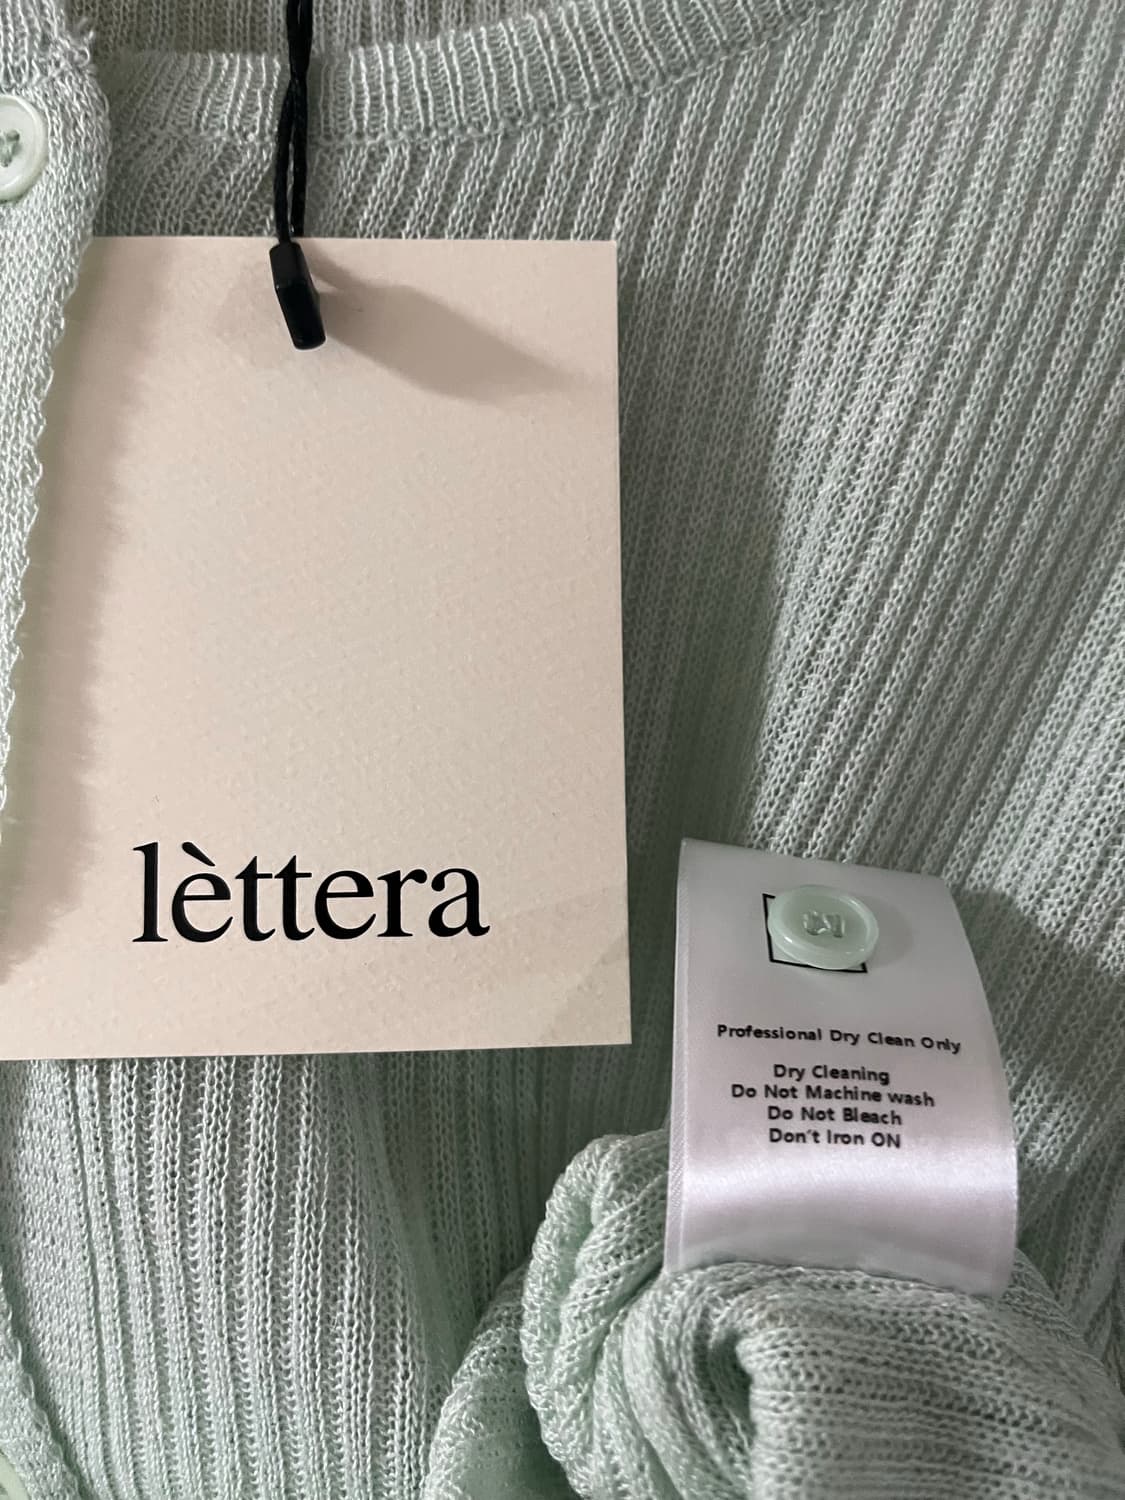 lèttera
Professional Dry Clean Only
Dry Cleaning
Do Not Machine wash
Do Not Bleach
Don't Iron ON